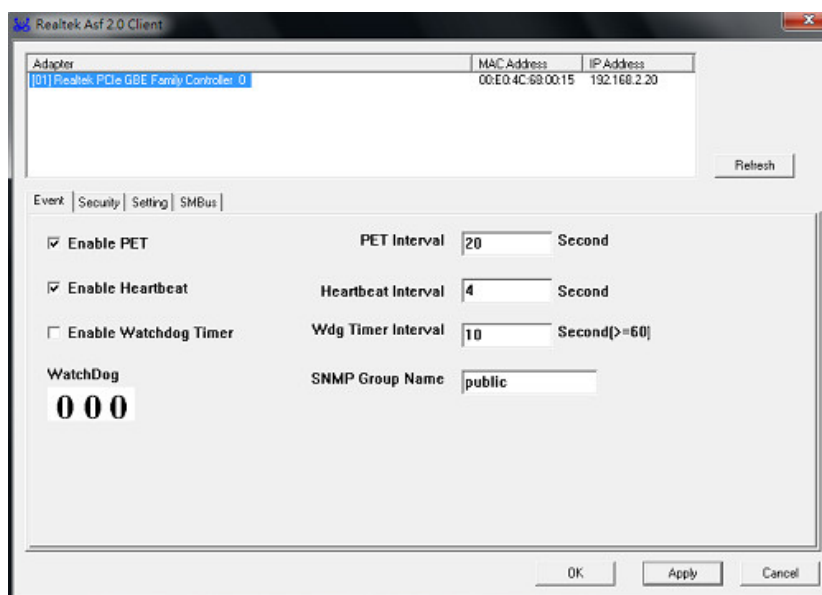 Realtek Asf 2.0 Client
Adapter MAC Address IP Address
[01] Realtek PCIe GBE Family Controller 0 00:E0:4C:68:00:15 192.168.2.20
Refresh
Event Security Setting SMBus
Enable PET PET Interval 20 Second
Enable Heartbeat Heartbeat Interval 4 Second
Enable Watchdog Timer Wdg Timer Interval 10 Second(>=60)
WatchDog SNMP Group Name public
000
OK Apply Cancel